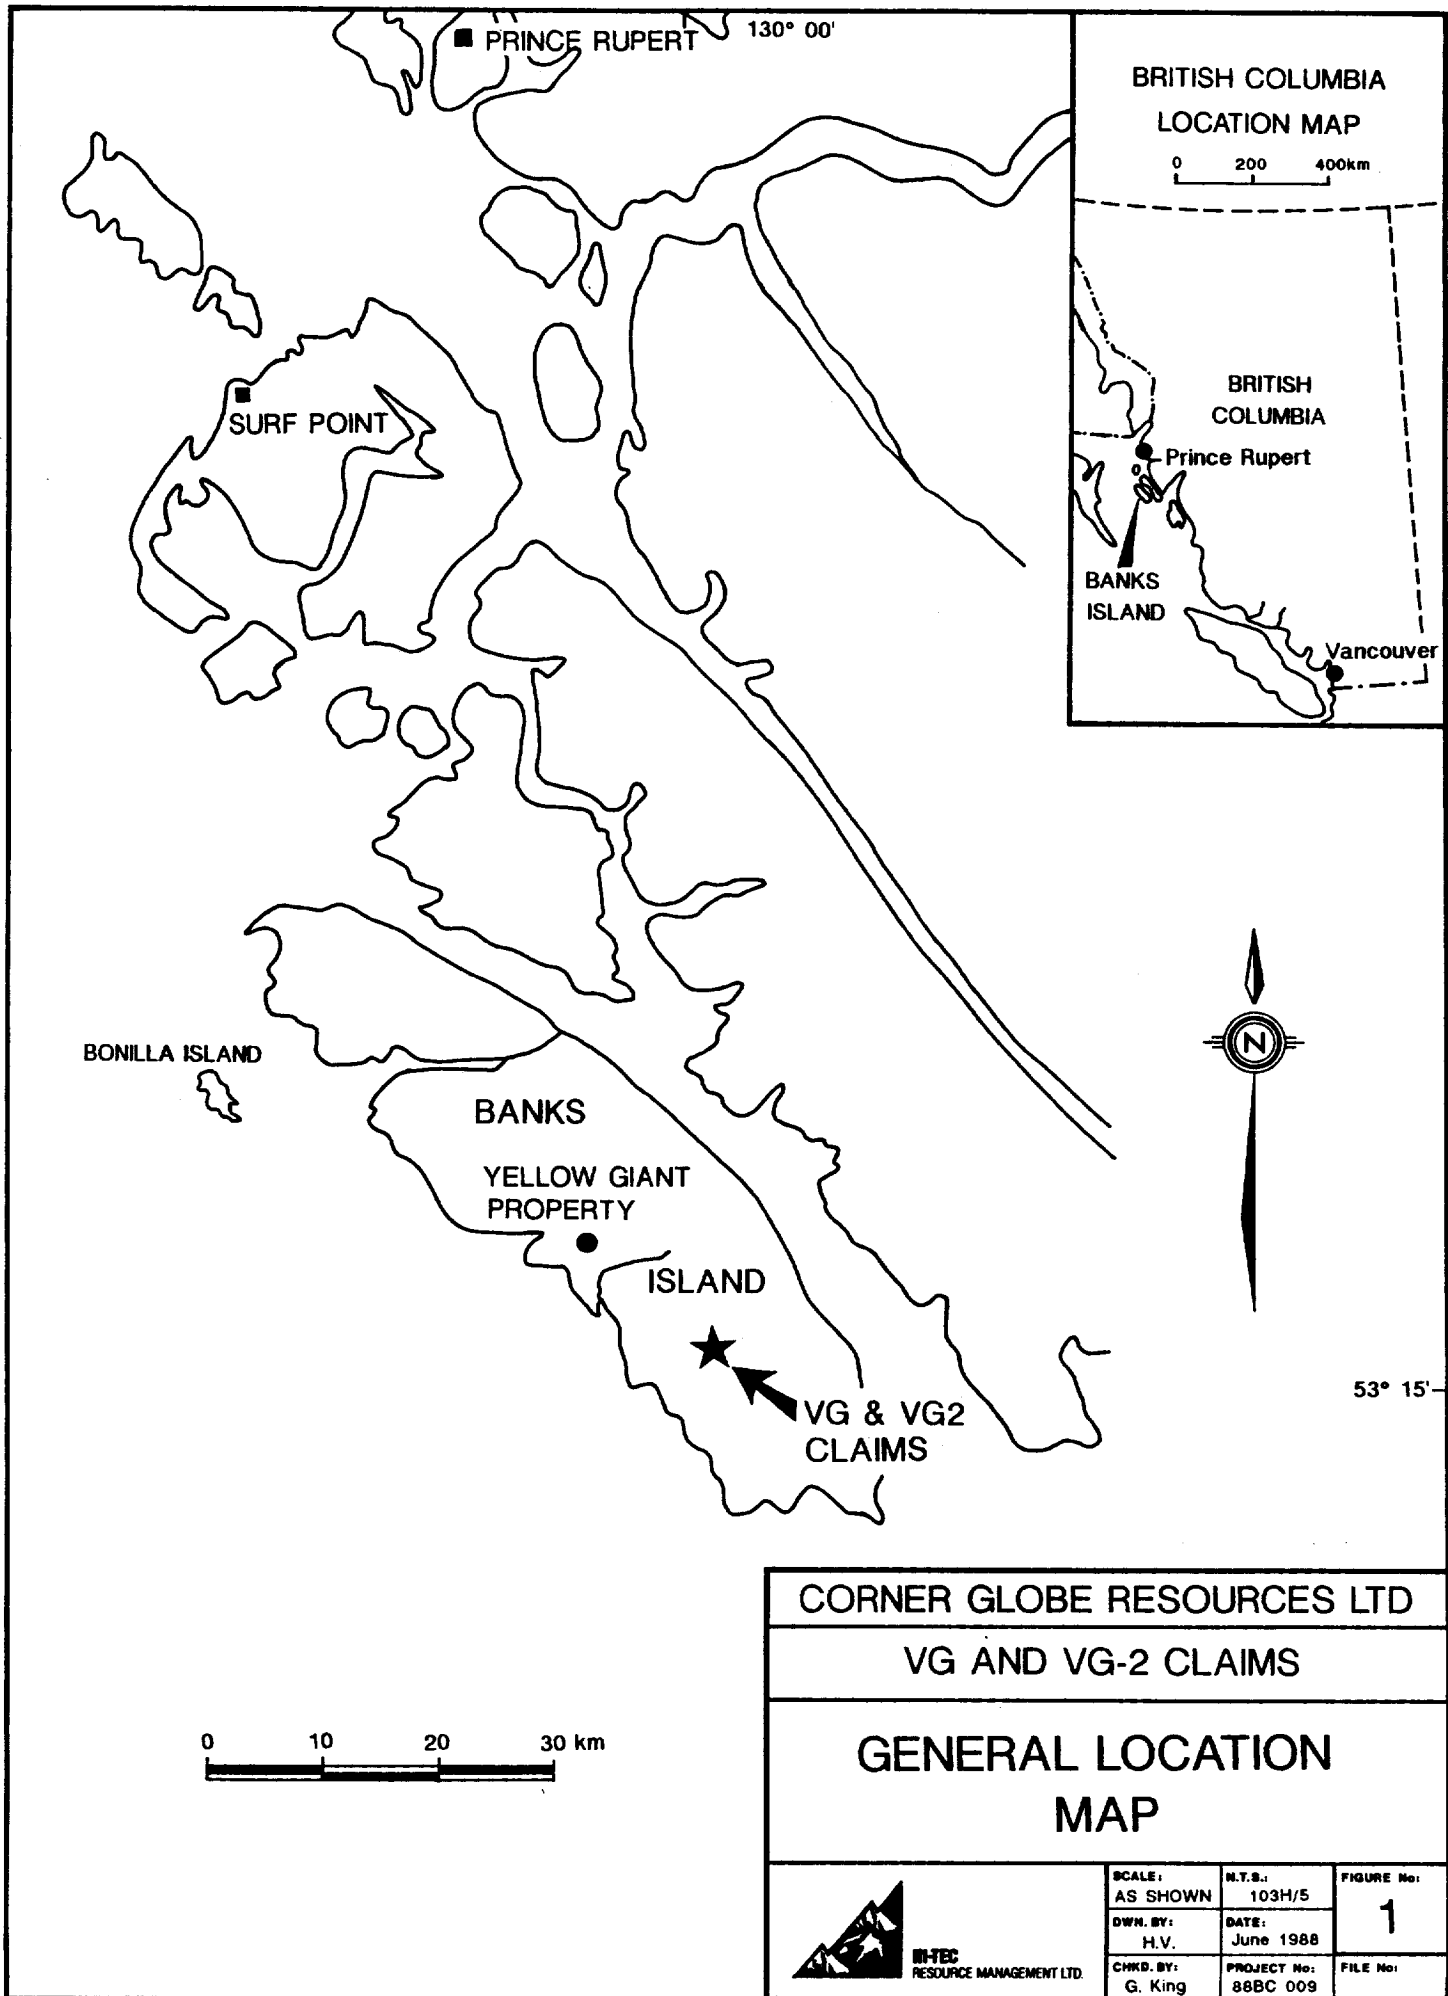 PRINCE RUPERT
130° 00'
BRITISH COLUMBIA
LOCATION MAP
0 200 400km
BRITISH
COLUMBIA
Prince Rupert
BANKS
ISLAND
Vancouver
SURF POINT
BONILLA ISLAND
BANKS
YELLOW GIANT
PROPERTY
ISLAND
VG & VG2
CLAIMS
N
53° 15'
0 10 20 30 km
CORNER GLOBE RESOURCES LTD
VG AND VG-2 CLAIMS
GENERAL LOCATION
MAP
HI-TEC
RESOURCE MANAGEMENT LTD.
SCALE:
AS SHOWN
N.T.S.:
103H/5
FIGURE No:
1
DWN. BY:
H.V.
DATE:
June 1988
CHKD. BY:
G. King
PROJECT No:
88BC 009
FILE No: